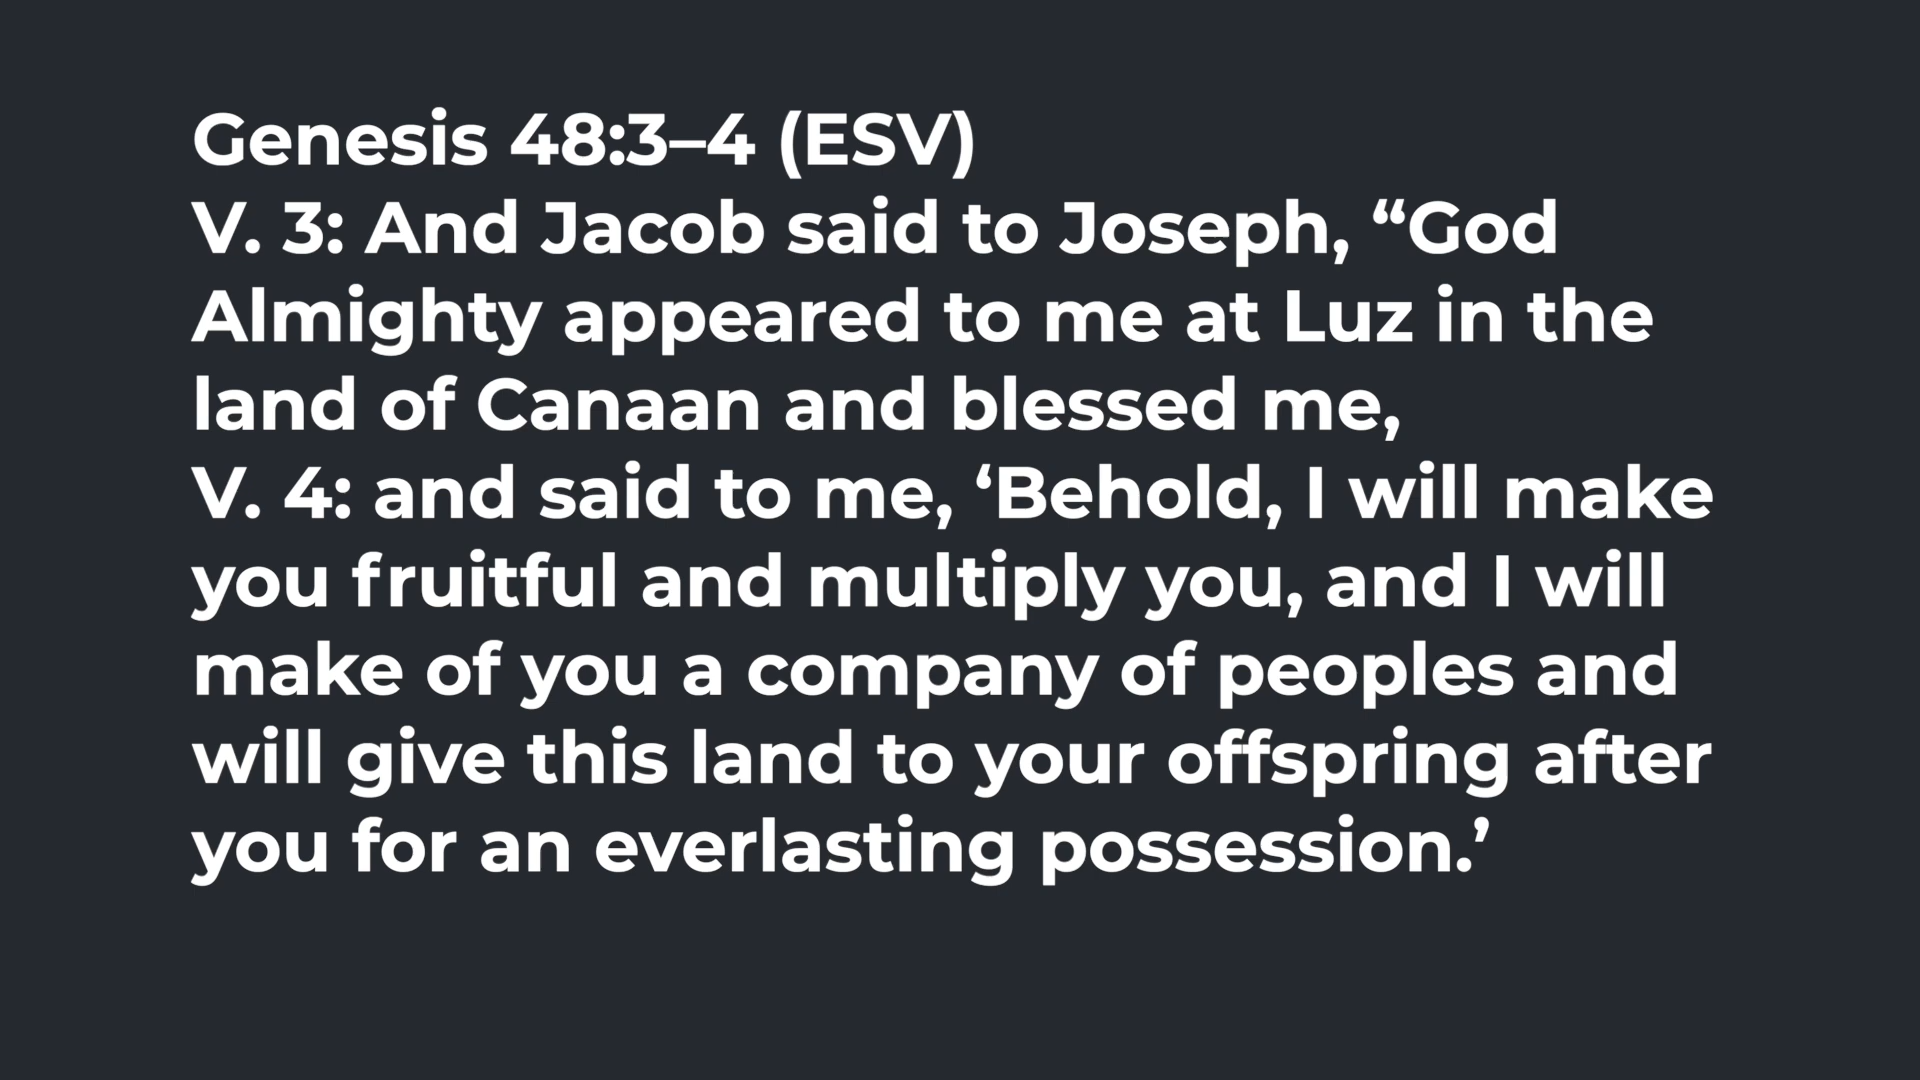 Genesis 48:3–4 (ESV)
V. 3: And Jacob said to Joseph, “God
Almighty appeared to me at Luz in the
land of Canaan and blessed me,
V. 4: and said to me, ‘Behold, I will make
you fruitful and multiply you, and I will
make of you a company of peoples and
will give this land to your offspring after
you for an everlasting possession.’